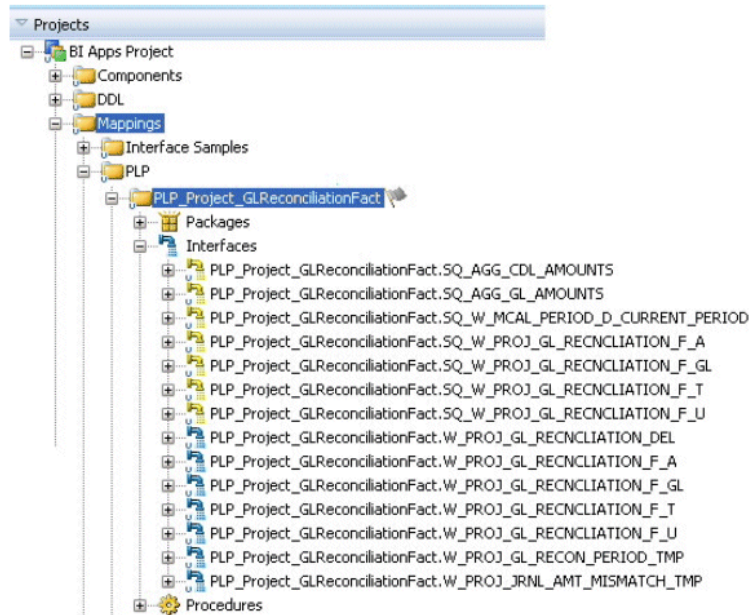 Projects
BI Apps Project
Components
DDL
Mappings
Interface Samples
PLP
PLP_Project_GLReconciliationFact
Packages
Interfaces
PLP_Project_GLReconciliationFact.SQ_AGG_CDL_AMOUNTS
PLP_Project_GLReconciliationFact.SQ_AGG_GL_AMOUNTS
PLP_Project_GLReconciliationFact.SQ_W_MCAL_PERIOD_D_CURRENT_PERIOD
PLP_Project_GLReconciliationFact.SQ_W_PROJ_GL_RECNCLIATION_F_A
PLP_Project_GLReconciliationFact.SQ_W_PROJ_GL_RECNCLIATION_F_GL
PLP_Project_GLReconciliationFact.SQ_W_PROJ_GL_RECNCLIATION_F_T
PLP_Project_GLReconciliationFact.SQ_W_PROJ_GL_RECNCLIATION_F_U
PLP_Project_GLReconciliationFact.W_PROJ_GL_RECNCLIATION_DEL
PLP_Project_GLReconciliationFact.W_PROJ_GL_RECNCLIATION_F_A
PLP_Project_GLReconciliationFact.W_PROJ_GL_RECNCLIATION_F_GL
PLP_Project_GLReconciliationFact.W_PROJ_GL_RECNCLIATION_F_T
PLP_Project_GLReconciliationFact.W_PROJ_GL_RECNCLIATION_F_U
PLP_Project_GLReconciliationFact.W_PROJ_GL_RECON_PERIOD_TMP
PLP_Project_GLReconciliationFact.W_PROJ_JRNL_AMT_MISMATCH_TMP
Procedures